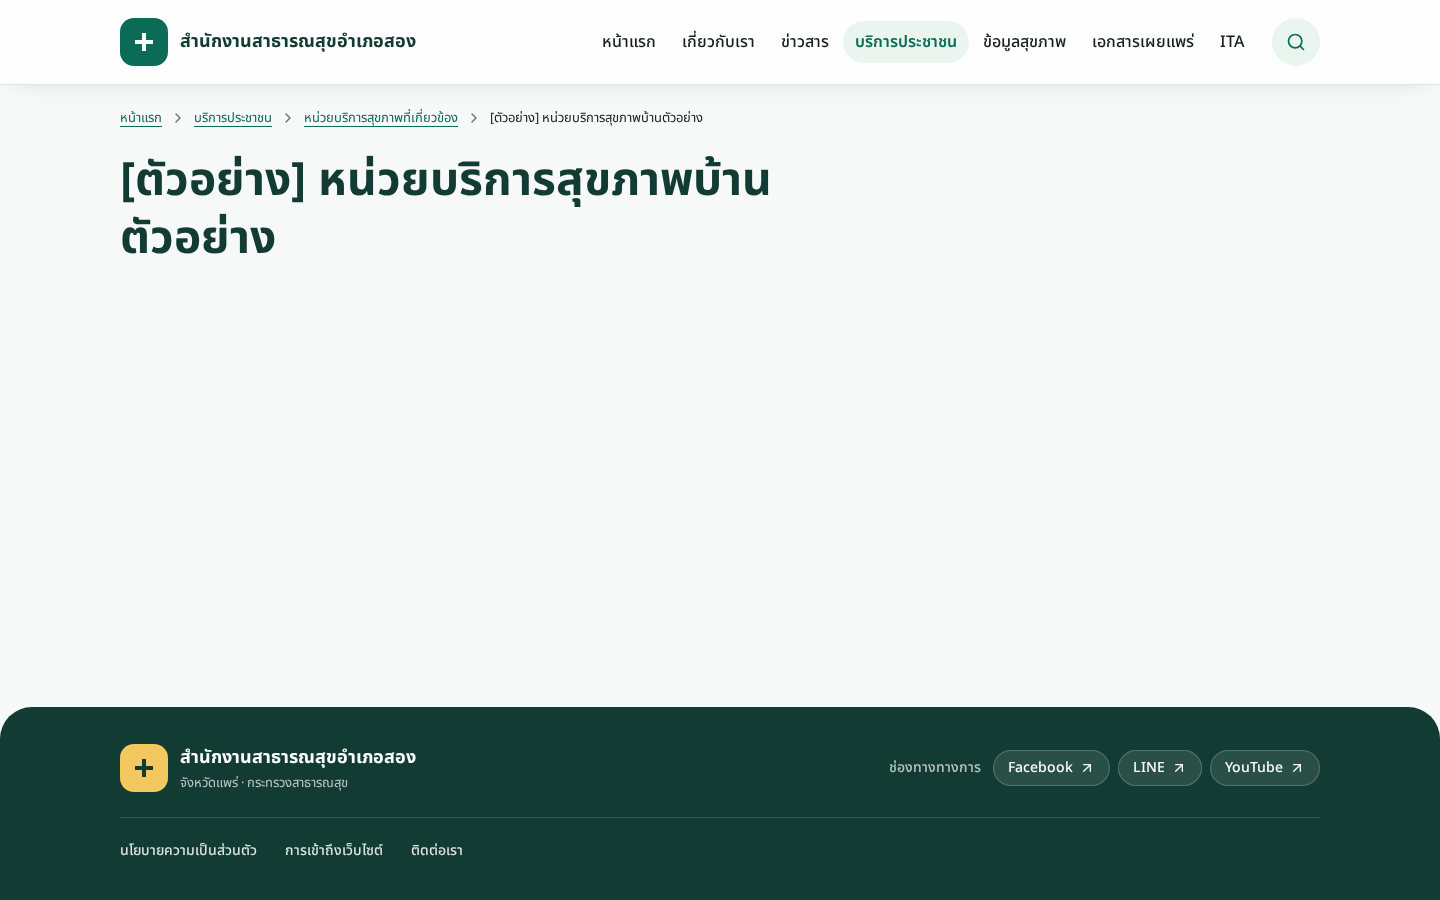 สำนักงานสาธารณสุขอำเภอสอง
หน้าแรก เกี่ยวกับเรา ข่าวสาร บริการประชาชน ข้อมูลสุขภาพ เอกสารเผยแพร่ ITA
หน้าแรก บริการประชาชน หน่วยบริการสุขภาพที่เกี่ยวข้อง [ตัวอย่าง] หน่วยบริการสุขภาพบ้านตัวอย่าง
[ตัวอย่าง] หน่วยบริการสุขภาพบ้าน
ตัวอย่าง
สำนักงานสาธารณสุขอำเภอสอง
จังหวัดแพร่ · กระทรวงสาธารณสุข
ช่องทางทางการ Facebook LINE YouTube
นโยบายความเป็นส่วนตัว การเข้าถึงเว็บไซต์ ติดต่อเรา